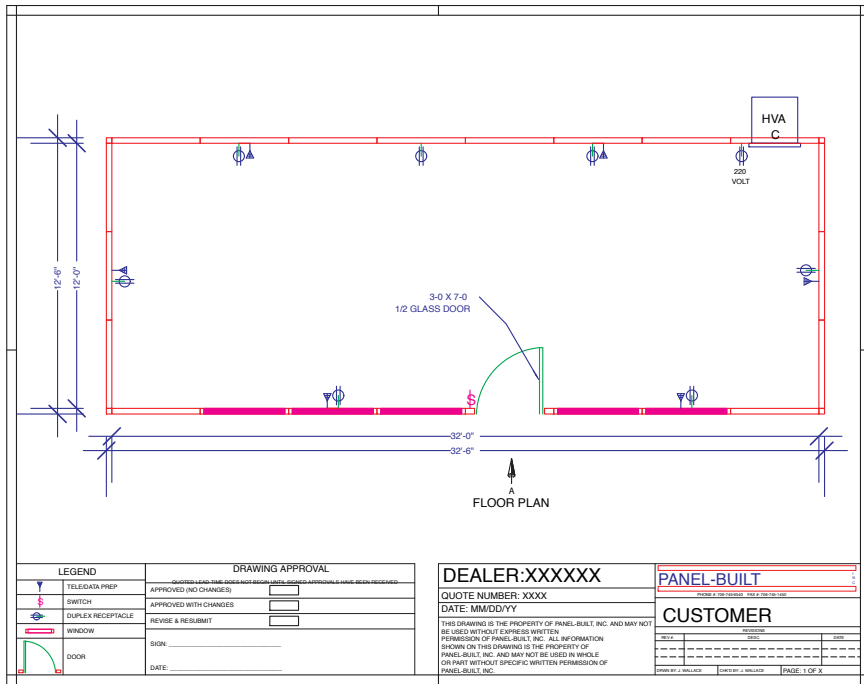 HVA
C
220
VOLT
12'-6"
12'-0"
3-0 X 7-0
1/2 GLASS DOOR
S
32'-0"
32'-6"
A
FLOOR PLAN
LEGEND
TELE/DATA PREP
SWITCH
DUPLEX RECEPTACLE
WINDOW
DOOR
DRAWING APPROVAL
QUOTED LEAD TIME DOES NOT BEGIN UNTIL SIGNED APPROVALS HAVE BEEN RECEIVED
APPROVED (NO CHANGES)
APPROVED WITH CHANGES
REVISE & RESUBMIT
SIGN:
DATE:
DEALER:XXXXXX
QUOTE NUMBER: XXXX
DATE: MM/DD/YY
THIS DRAWING IS THE PROPERTY OF PANEL-BUILT, INC. AND MAY NOT
BE USED WITHOUT EXPRESS WRITTEN
PERMISSION OF PANEL-BUILT, INC. ALL INFORMATION
SHOWN ON THIS DRAWING IS THE PROPERTY OF
PANEL-BUILT, INC. AND MAY NOT BE USED IN WHOLE
OR PART WITHOUT SPECIFIC WRITTEN PERMISSION OF
PANEL-BUILT, INC.
PANEL-BUILT
CUSTOMER
REVISIONS
REV.# DESC. DATE
DRWN BY: J. WALLACE CHK'D BY: J. WALLACE PAGE: 1 OF X